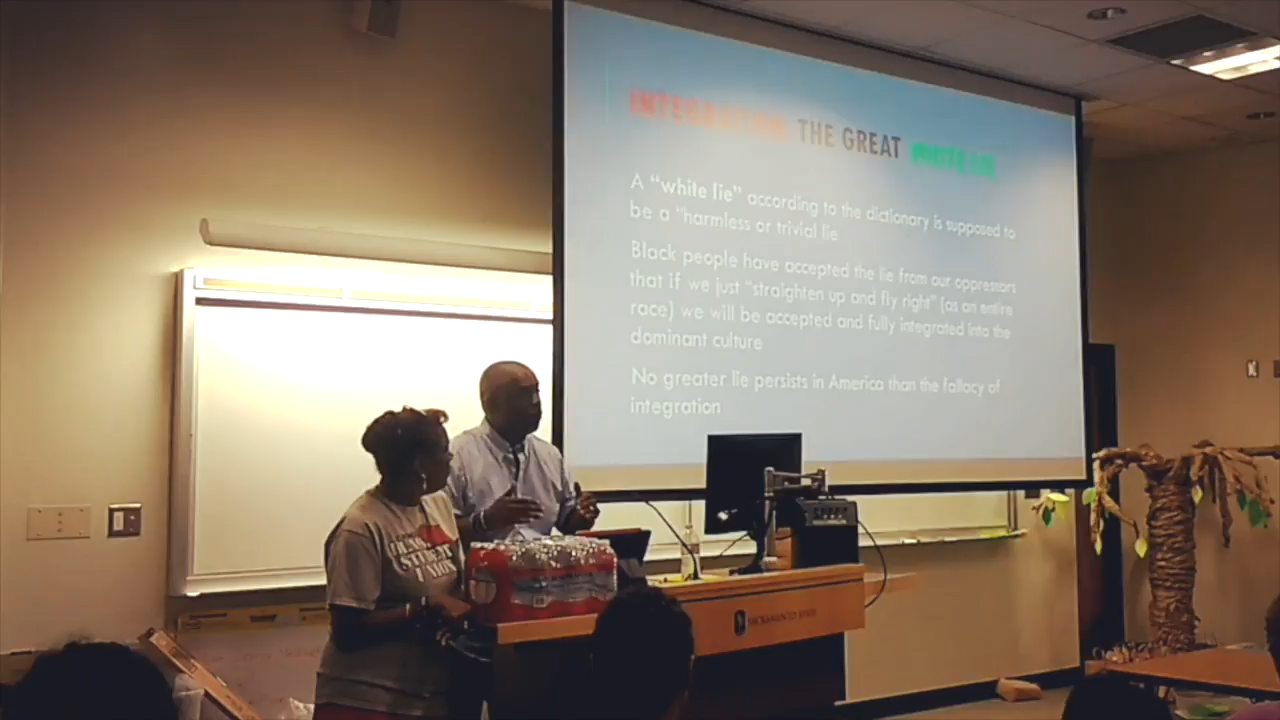 INTEGRATION THE GREAT WHITE LIE
A “white lie” according to the dictionary is supposed to
be a “harmless or trivial lie
Black people have accepted the lie from our oppressors
that if we just “straighten up and fly right” (as an entire
race) we will be accepted and fully integrated into the
dominant culture
No greater lie persists in America than the fallacy of
integration
STUDENT
UNION
SACRAMENTO STATE